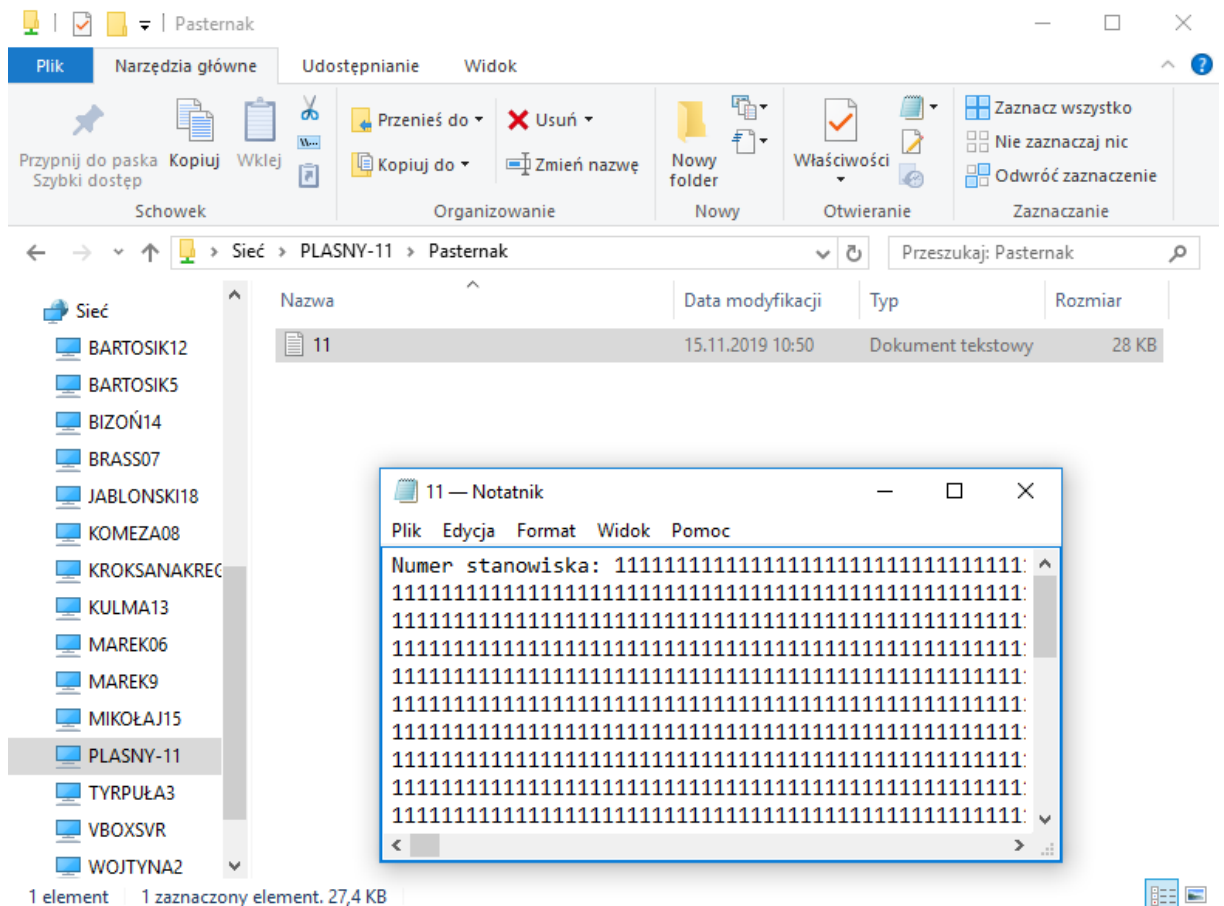 Pasternak
Plik Narzędzia główne Udostępnianie Widok
Przypnij do paska Szybki dostęp
Kopiuj
Wklej
Przenieś do
Kopiuj do
Usuń
Zmień nazwę
Nowy folder
Właściwości
Zaznacz wszystko
Nie zaznaczaj nic
Odwróć zaznaczenie
Schowek Organizowanie Nowy Otwieranie Zaznaczanie
Sieć > PLASNY-11 > Pasternak
Przeszukaj: Pasternak
Sieć
BARTOSIK12
BARTOSIK5
BIZOŃ14
BRASS07
JABLONSKI18
KOMEZA08
KROKSANAKREG
KULMA13
MAREK06
MAREK9
MIKOŁAJ15
PLASNY-11
TYRPUŁA3
VBOXSVR
WOJTYNA2
Nazwa Data modyfikacji Typ Rozmiar
11 15.11.2019 10:50 Dokument tekstowy 28 KB
11 — Notatnik
Plik Edycja Format Widok Pomoc
Numer stanowiska: 111111111111111111111111111111111
111111111111111111111111111111111111111111111111111
111111111111111111111111111111111111111111111111111
111111111111111111111111111111111111111111111111111
111111111111111111111111111111111111111111111111111
111111111111111111111111111111111111111111111111111
111111111111111111111111111111111111111111111111111
111111111111111111111111111111111111111111111111111
111111111111111111111111111111111111111111111111111
111111111111111111111111111111111111111111111111111
1 element 1 zaznaczony element. 27,4 KB